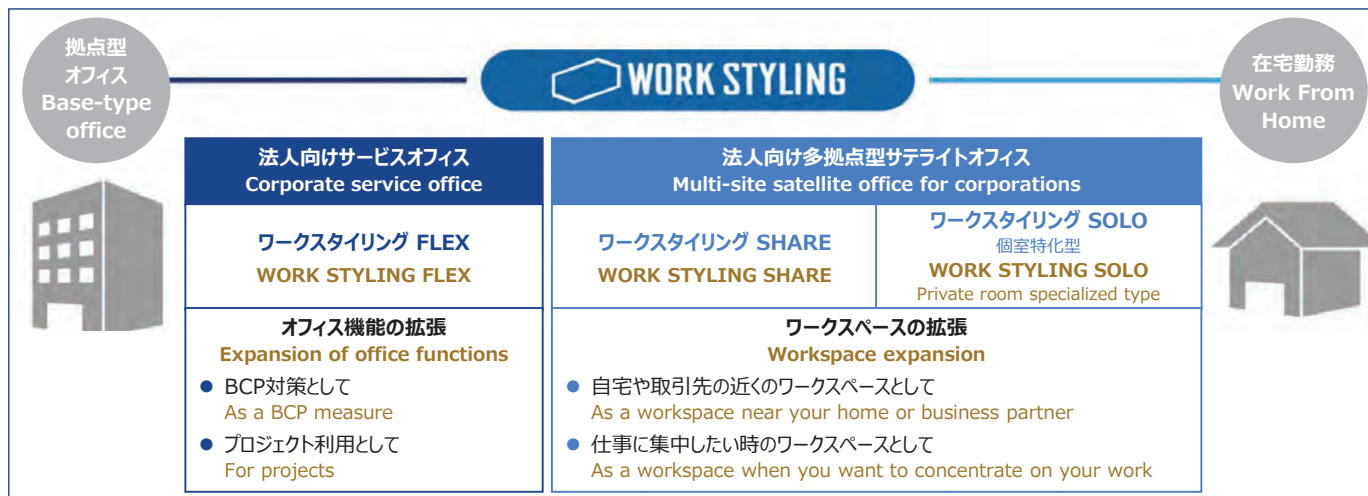 拠点型
オフィス
Base-type
office
WORK STYLING
在宅勤務
Work From
Home
法人向けサービスオフィス
Corporate service office
法人向け多拠点型サテライトオフィス
Multi-site satellite office for corporations
ワークスタイリング FLEX
WORK STYLING FLEX
ワークスタイリング SHARE
WORK STYLING SHARE
ワークスタイリング SOLO
個室特化型
WORK STYLING SOLO
Private room specialized type
オフィス機能の拡張
Expansion of office functions
● BCP対策として
As a BCP measure
● プロジェクト利用として
For projects
ワークスペースの拡張
Workspace expansion
● 自宅や取引先の近くのワークスペースとして
As a workspace near your home or business partner
● 仕事に集中したい時のワークスペースとして
As a workspace when you want to concentrate on your work